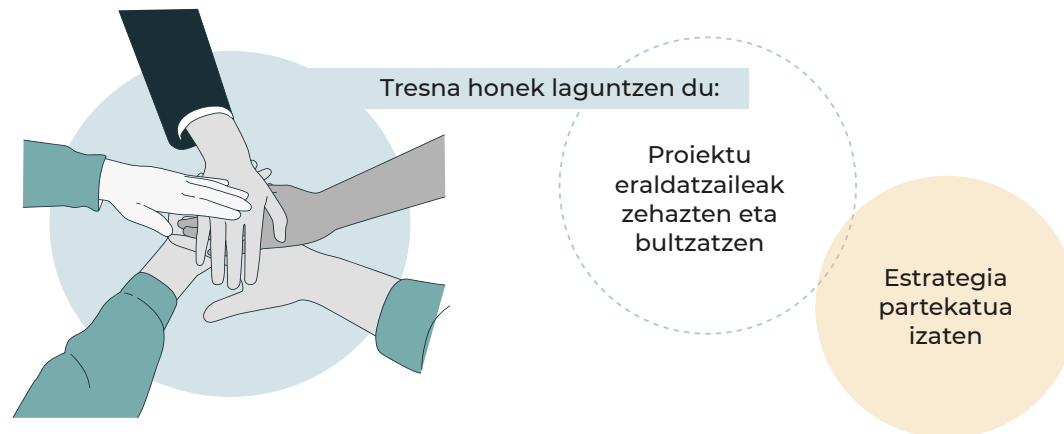 Tresna honek laguntzen du:
Proiektu
eraldatzaileak
zehazten eta
bultzatzen
Estrategia
partekatua
izaten